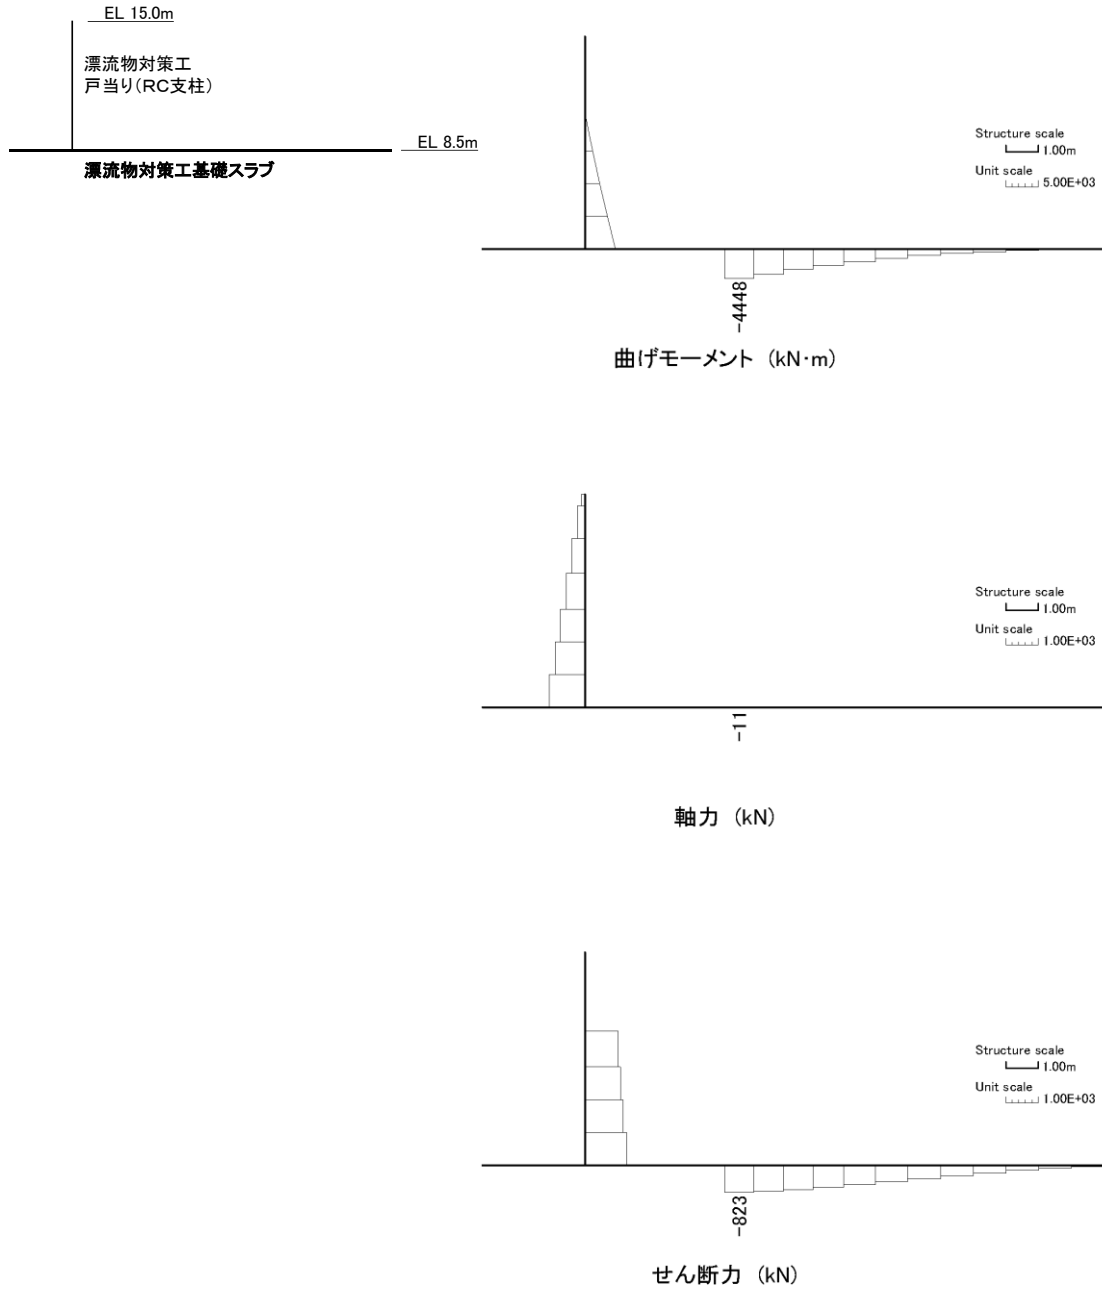 EL 15.0m
漂流物対策工
戸当り(RC支柱)
EL 8.5m
漂流物対策工基礎スラブ
Structure scale
1.00m
Unit scale
5.00E+03
-4448
曲げモーメント (kN·m)
Structure scale
1.00m
Unit scale
1.00E+03
-11
軸力 (kN)
Structure scale
1.00m
Unit scale
1.00E+03
-823
せん断力 (kN)